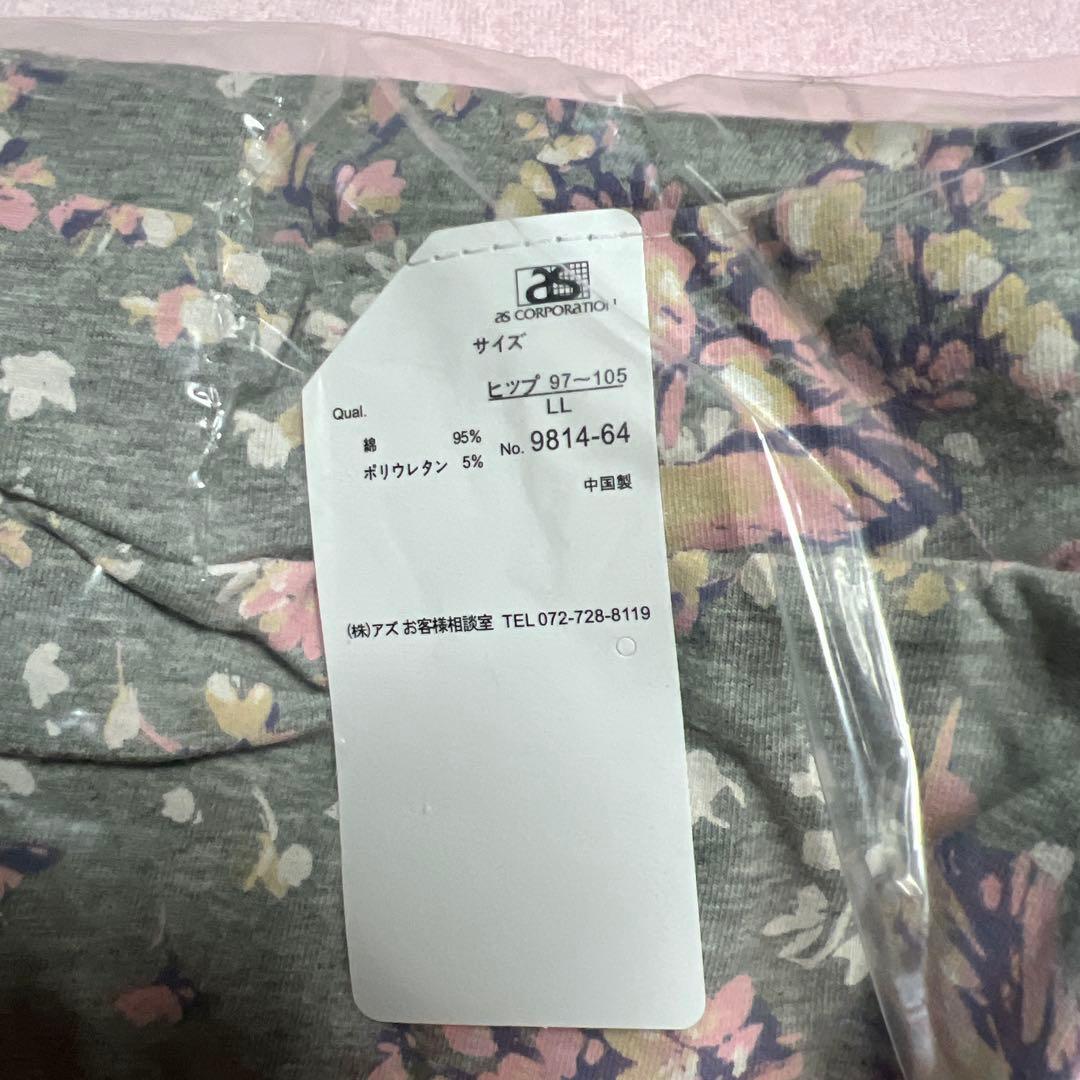 as
as CORPORATION
サイズ
ヒップ 97〜105
LL
Qual.
綿 95%
ポリウレタン 5%
No. 9814-64
中国製
(株)アズ お客様相談室 TEL 072-728-8119